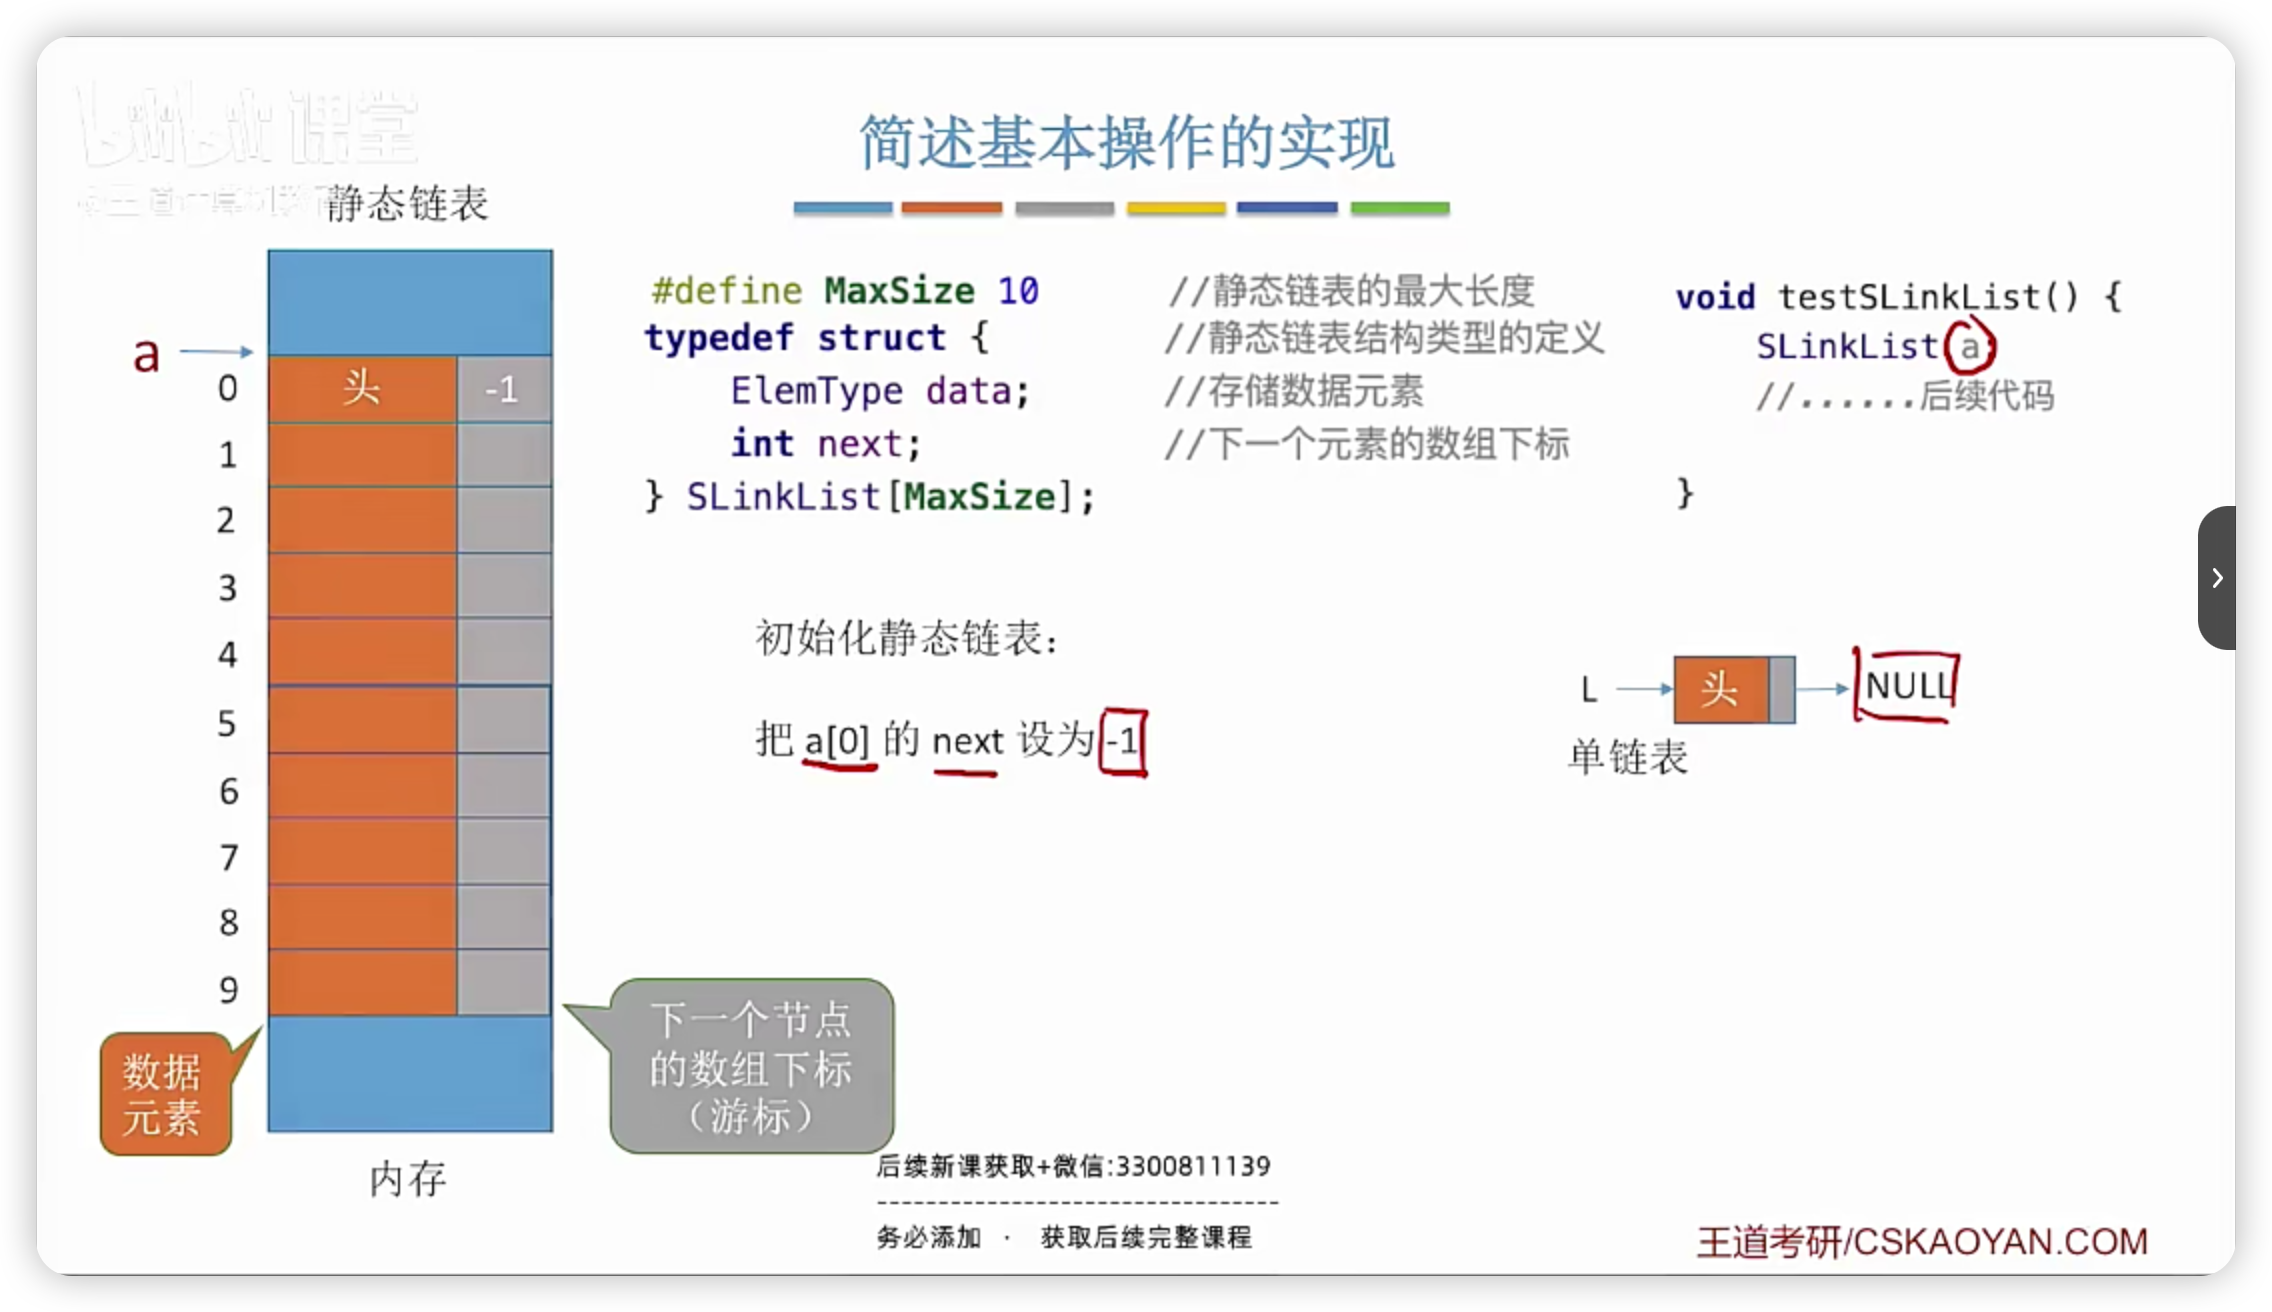 bilibili 课堂
简述基本操作的实现
静态链表
a
0
头
-1
1
2
3
4
5
6
7
8
9
数据
元素
下一个节点
的数组下标
（游标）
内存
#define MaxSize 10 //静态链表的最大长度
typedef struct { //静态链表结构类型的定义
ElemType data; //存储数据元素
int next; //下一个元素的数组下标
} SLinkList[MaxSize];
void testSLinkList() {
SLinkList a;
//......后续代码
}
初始化静态链表：
把 a[0] 的 next 设为 -1
L
头
NULL
单链表
后续新课获取+微信:3300811139
---------------------------------
务必添加 · 获取后续完整课程
王道考研/CSKAOYAN.COM